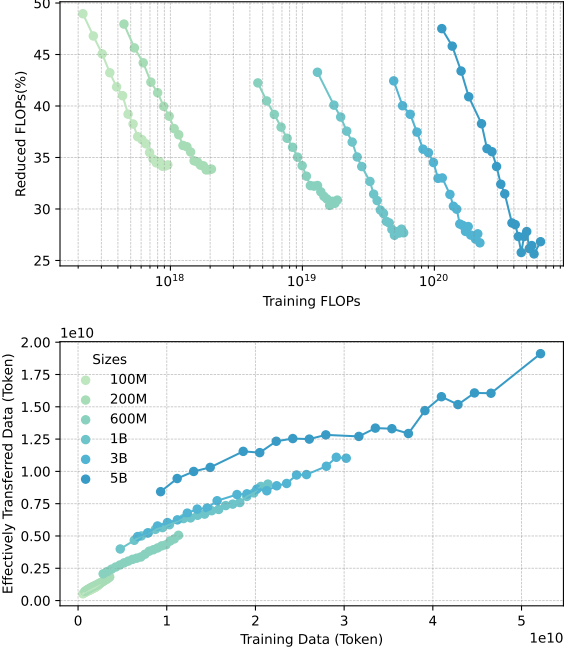 50
45
40
35
30
25
Reduced FLOPs(%)
10^18
10^19
10^20
Training FLOPs
1e10
2.00
1.75
1.50
1.25
1.00
0.75
0.50
0.25
0.00
Effectively Transferred Data (Token)
Sizes
100M
200M
600M
1B
3B
5B
0
1
2
3
4
5
1e10
Training Data (Token)